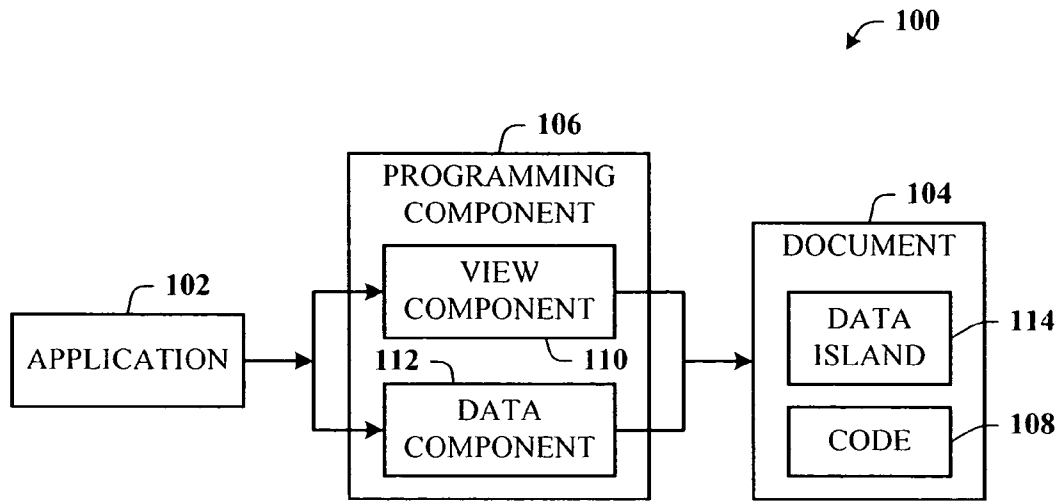 100
106
PROGRAMMING
COMPONENT
104
DOCUMENT
102
APPLICATION
VIEW
COMPONENT
110
112
DATA
COMPONENT
DATA
ISLAND
114
CODE
108